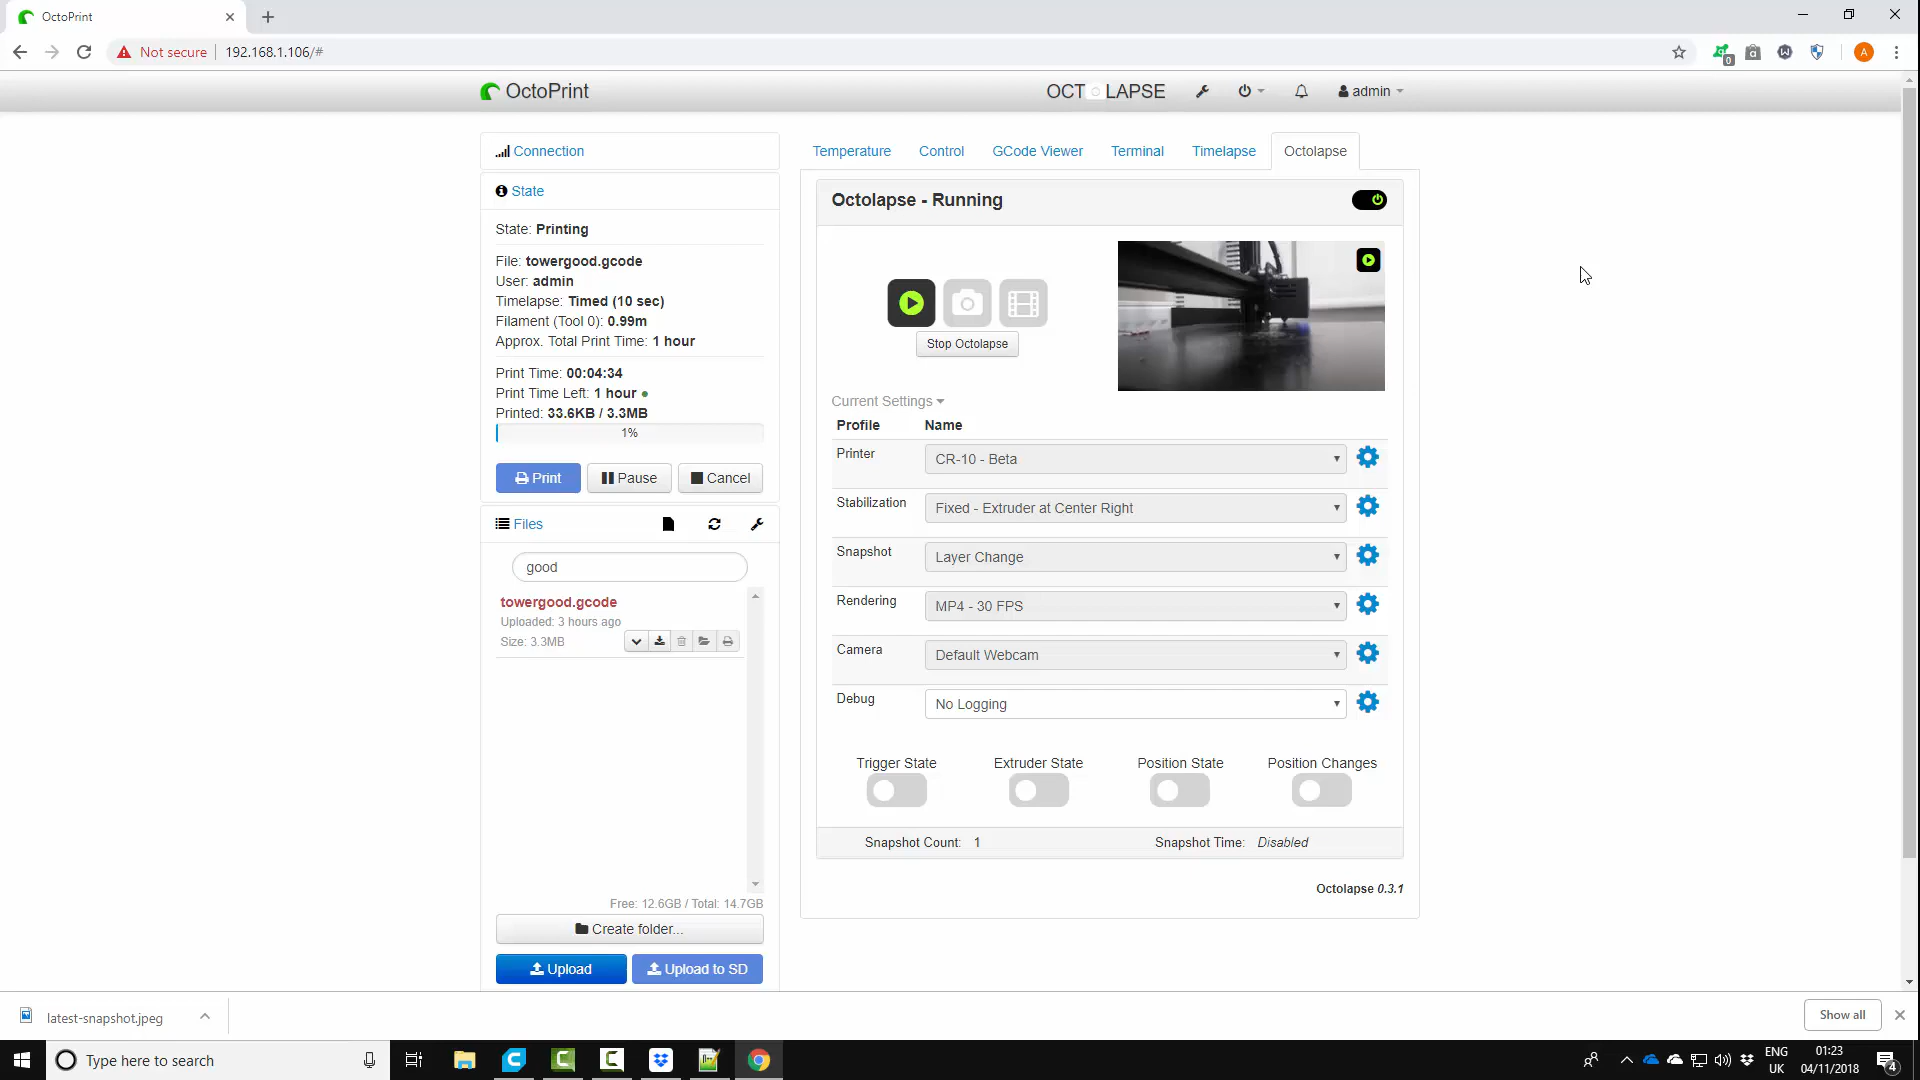 OctoPrint
Not secure
192.168.1.106/#
0
a
A
OctoPrint
OCT LAPSE
admin
Connection
State
State: Printing
File: towergood.gcode
User: admin
Timelapse: Timed (10 sec)
Filament (Tool 0): 0.99m
Approx. Total Print Time: 1 hour
Print Time: 00:04:34
Print Time Left: 1 hour
Printed: 33.6KB / 3.3MB
1%
Print
Pause
Cancel
Files
good
towergood.gcode
Uploaded: 3 hours ago
Size: 3.3MB
Free: 12.6GB / Total: 14.7GB
Create folder...
Upload
Upload to SD
Temperature
Control
GCode Viewer
Terminal
Timelapse
Octolapse
Octolapse - Running
Stop Octolapse
Current Settings
Profile Name
Printer CR-10 - Beta
Stabilization Fixed - Extruder at Center Right
Snapshot Layer Change
Rendering MP4 - 30 FPS
Camera Default Webcam
Debug No Logging
Trigger State
Extruder State
Position State
Position Changes
Snapshot Count: 1
Snapshot Time: Disabled
Octolapse 0.3.1
latest-snapshot.jpeg
Show all
Type here to search
ENG
UK
01:23
04/11/2018
4